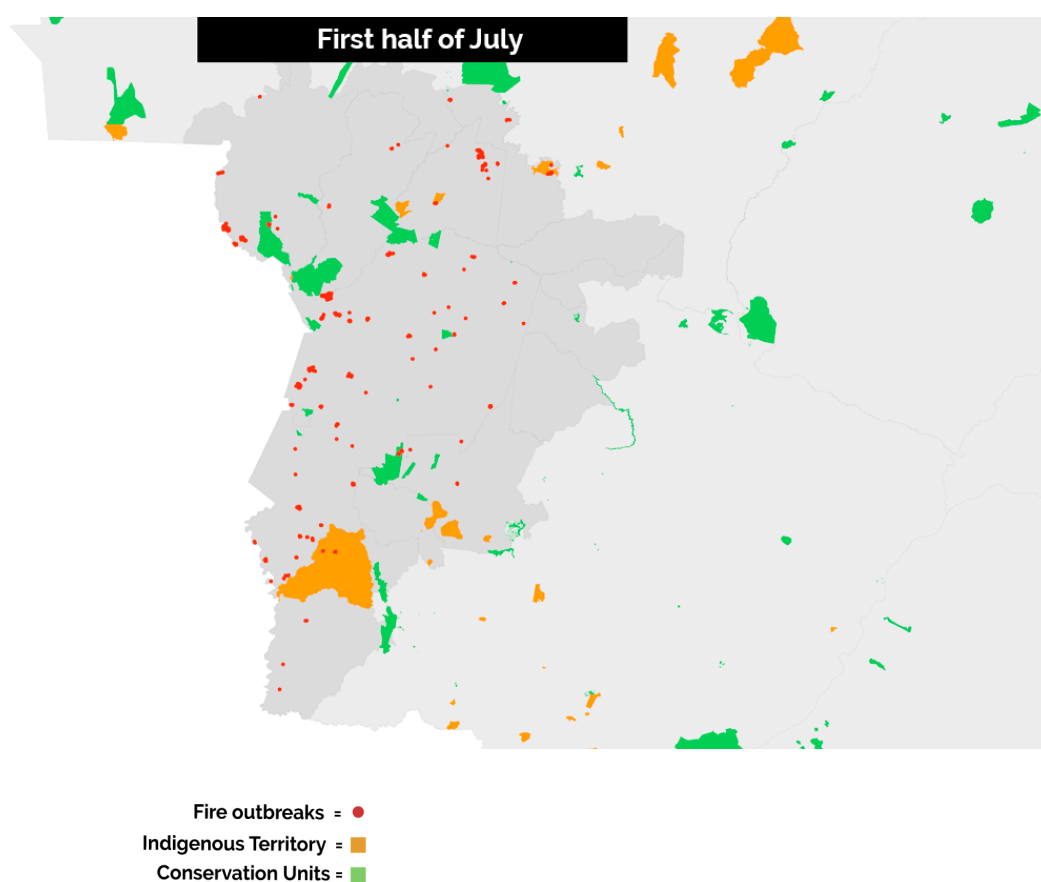 First half of July
Fire outbreaks =
Indigenous Territory =
Conservation Units =